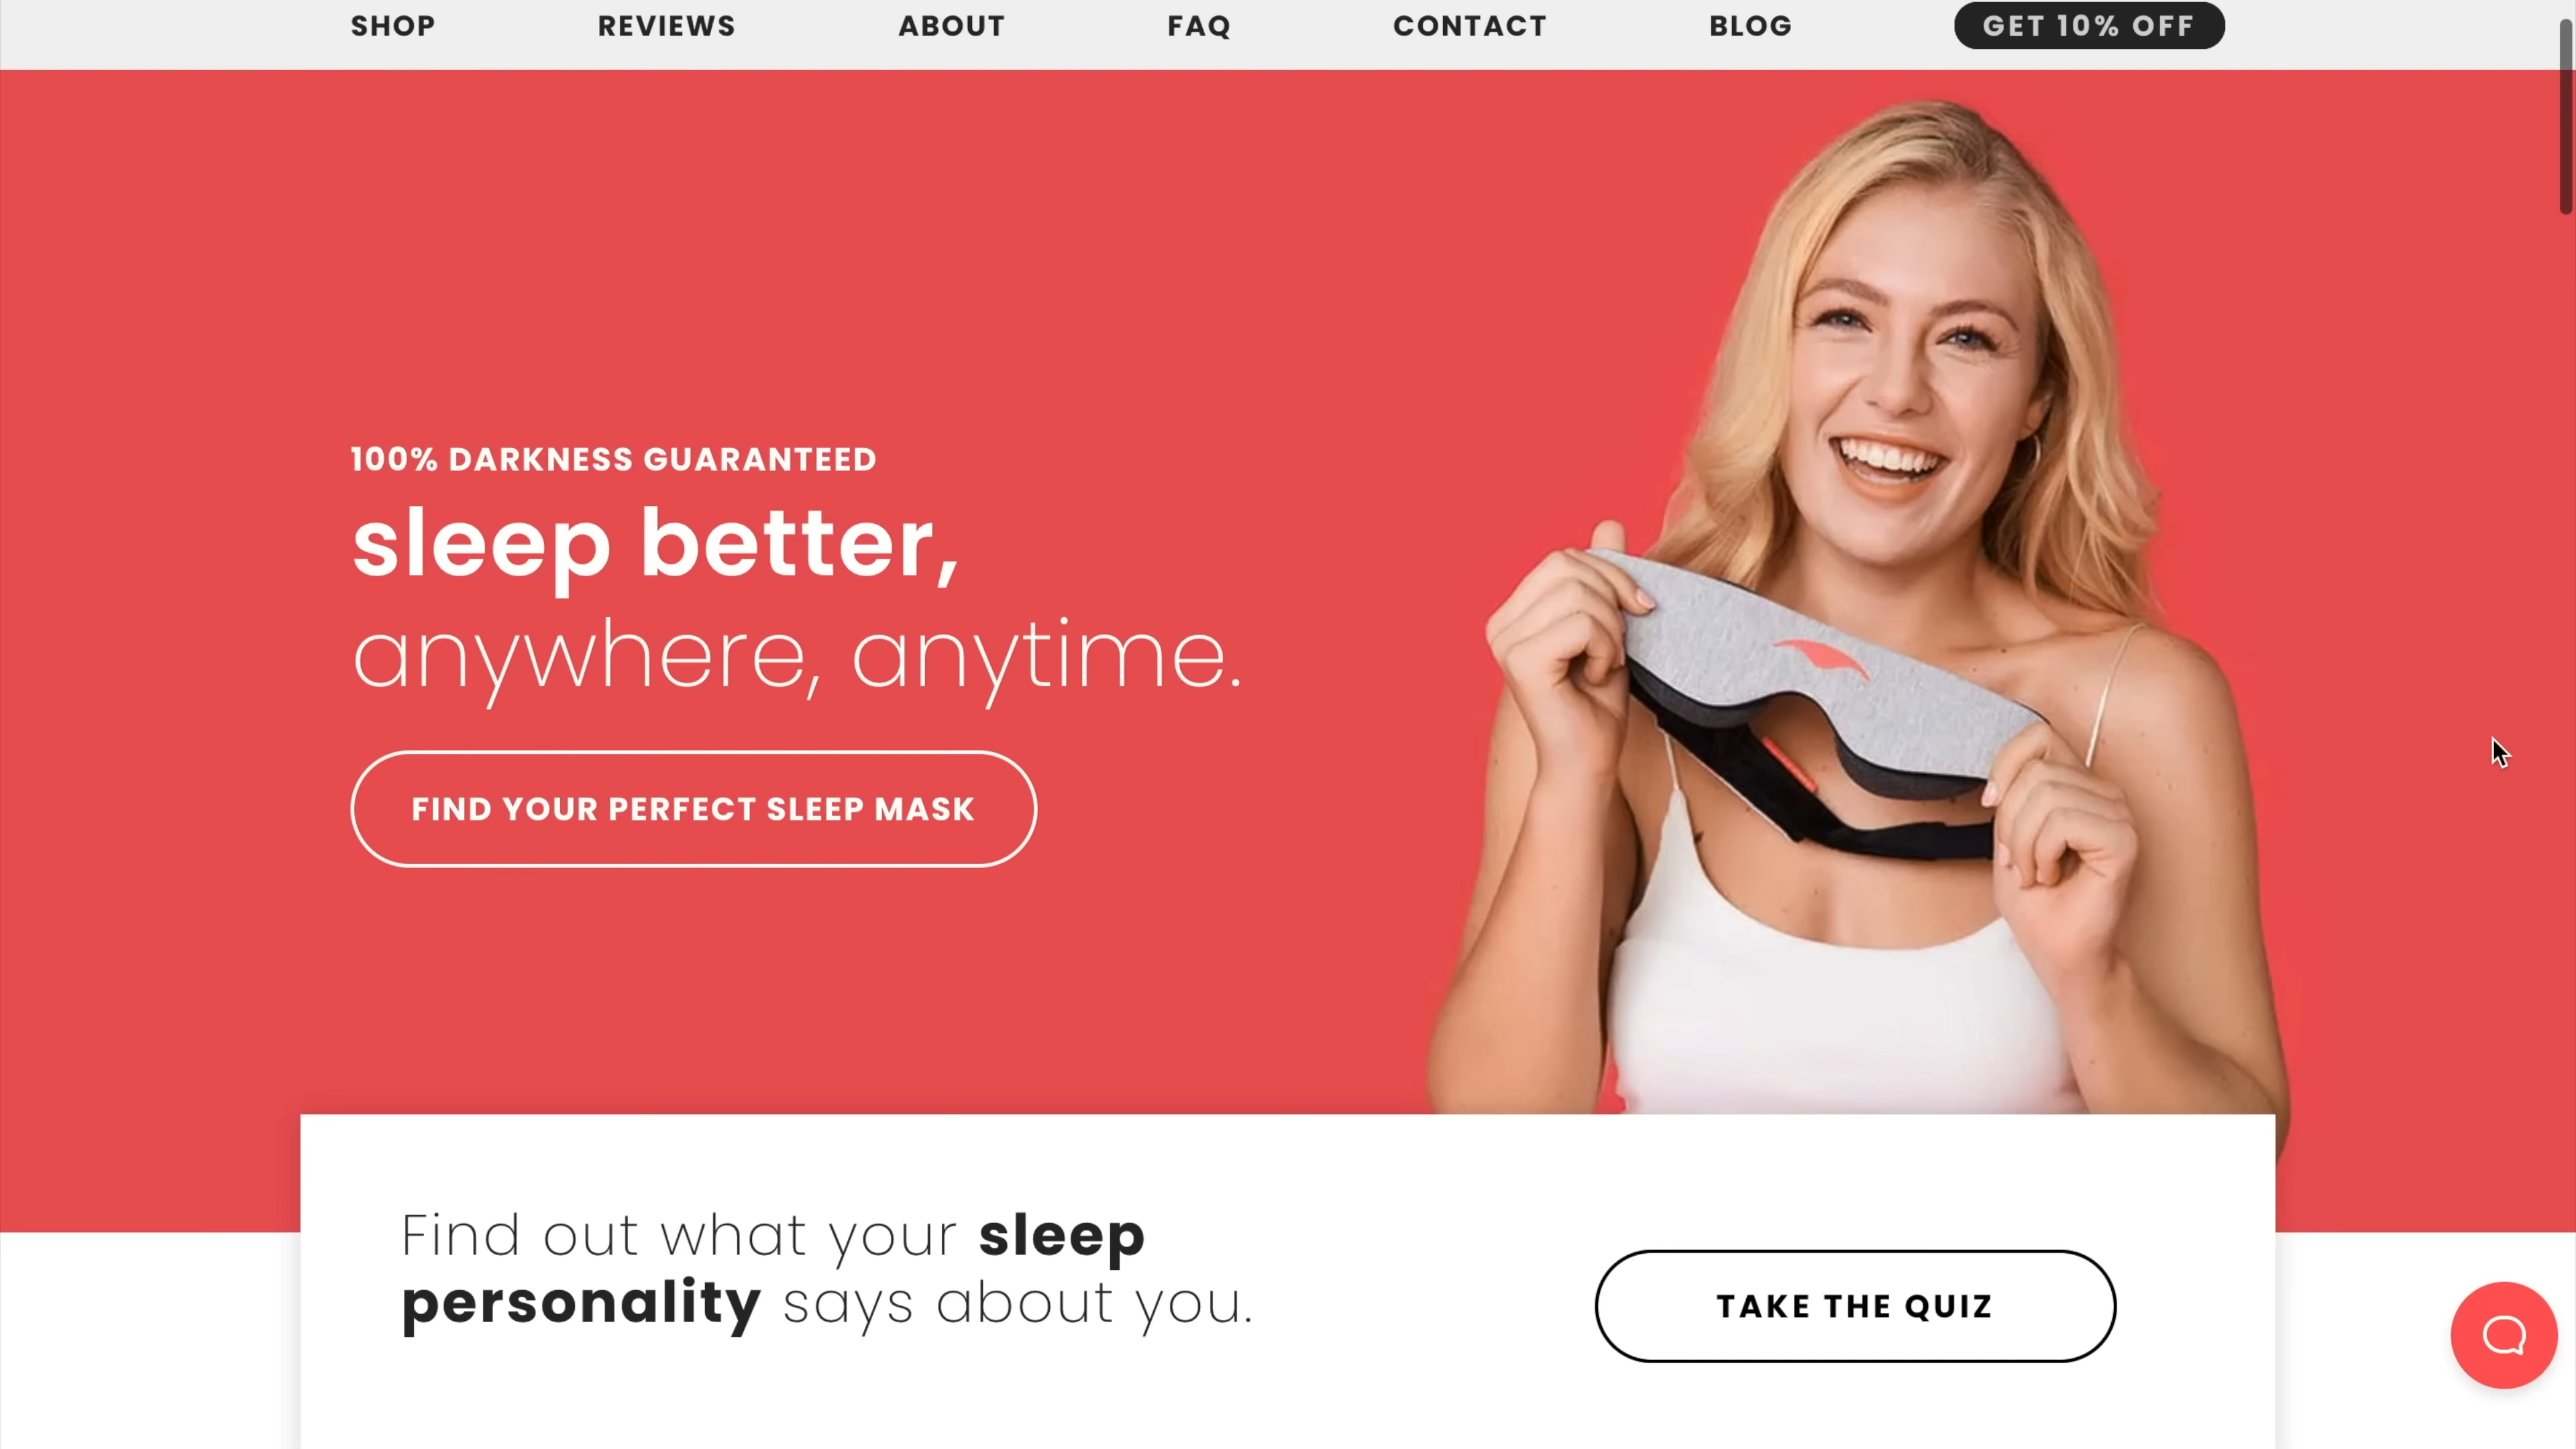 SHOP REVIEWS ABOUT FAQ CONTACT BLOG GET 10% OFF
100% DARKNESS GUARANTEED
sleep better,
anywhere, anytime.
FIND YOUR PERFECT SLEEP MASK
Find out what your sleep
personality says about you.
TAKE THE QUIZ